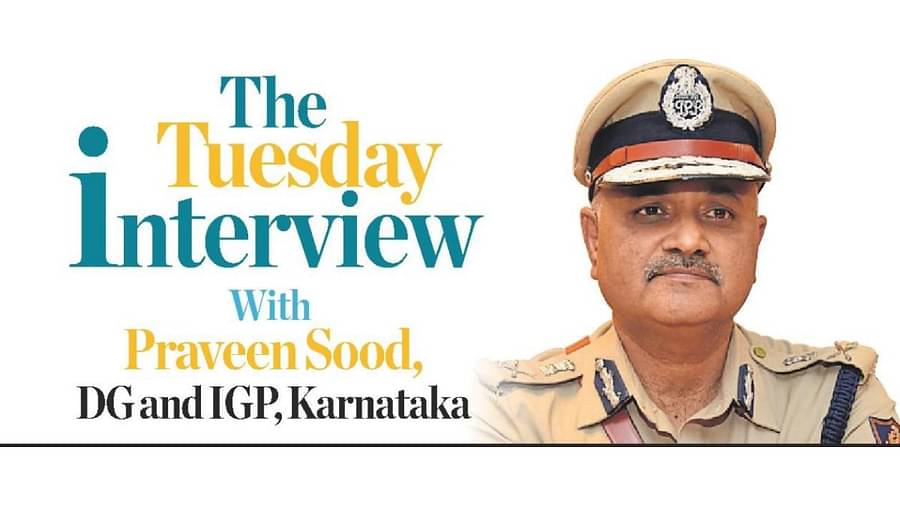 The
Tuesday
interview
With
Praveen Sood,
DG and IGP, Karnataka